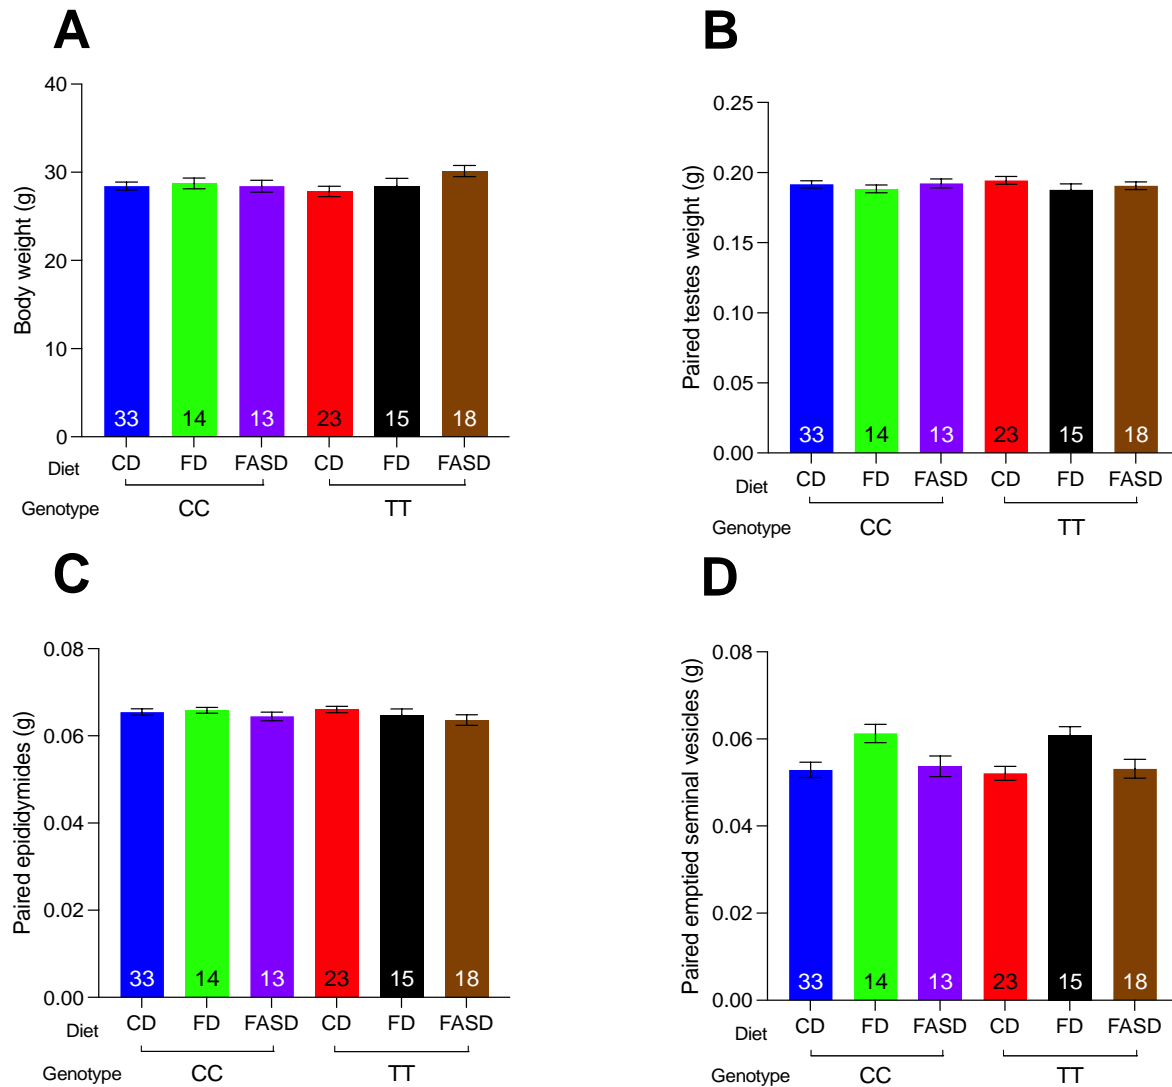 A
Body weight (g)
40
30
20
10
0
33 14 13 23 15 18
Diet CD FD FASD CD FD FASD
Genotype CC TT
B
Paired testes weight (g)
0.25
0.20
0.15
0.10
0.05
0.00
33 14 13 23 15 18
Diet CD FD FASD CD FD FASD
Genotype CC TT
C
Paired epididymides (g)
0.08
0.06
0.04
0.02
0.00
33 14 13 23 15 18
Diet CD FD FASD CD FD FASD
Genotype CC TT
D
Paired emptied seminal vesicles (g)
0.08
0.06
0.04
0.02
0.00
33 14 13 23 15 18
Diet CD FD FASD CD FD FASD
Genotype CC TT